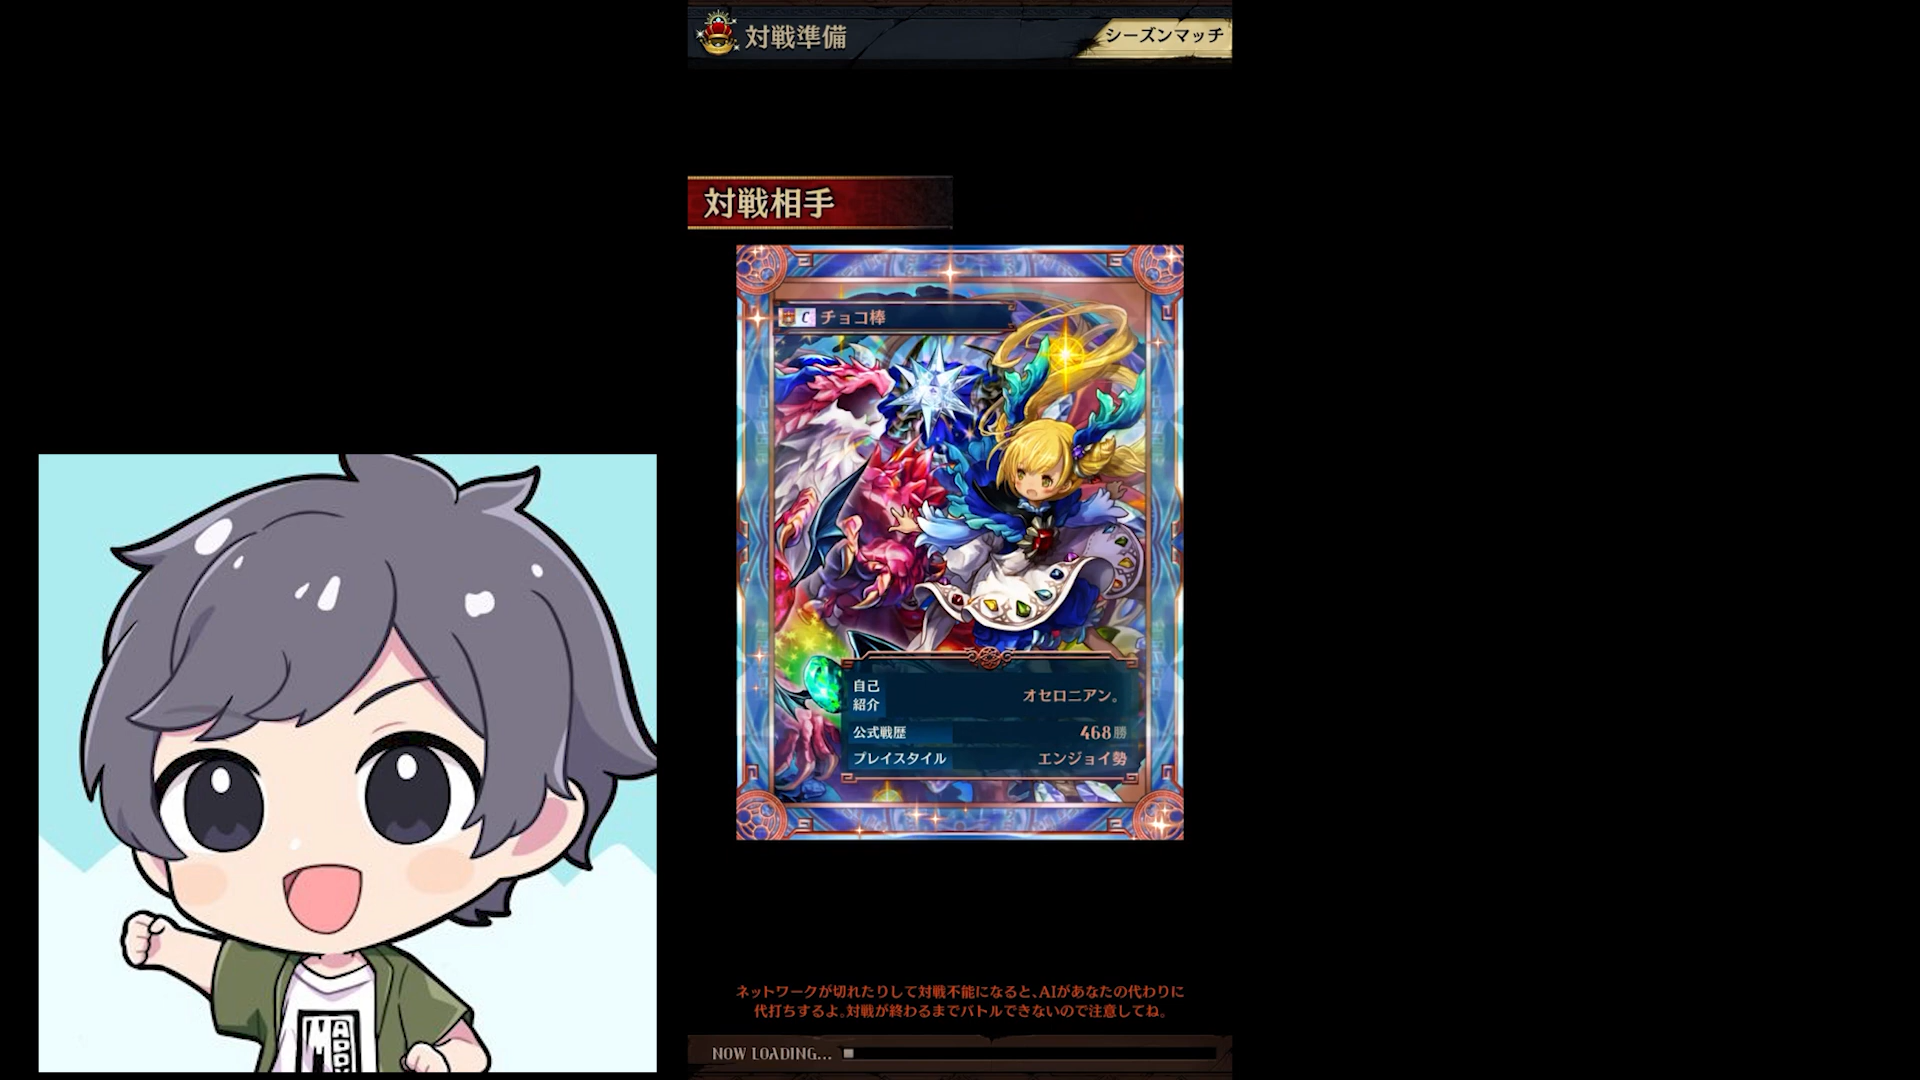 対戦準備
シーズンマッチ
対戦相手
C チョコ棒
自己
紹介
オセロニアン。
公式戦歴 468勝
プレイスタイル エンジョイ勢
ネットワークが切れたりして対戦不能になると、AIがあなたの代わりに
代打ちするよ。対戦が終わるまでバトルできないので注意してね。
NOW LOADING...